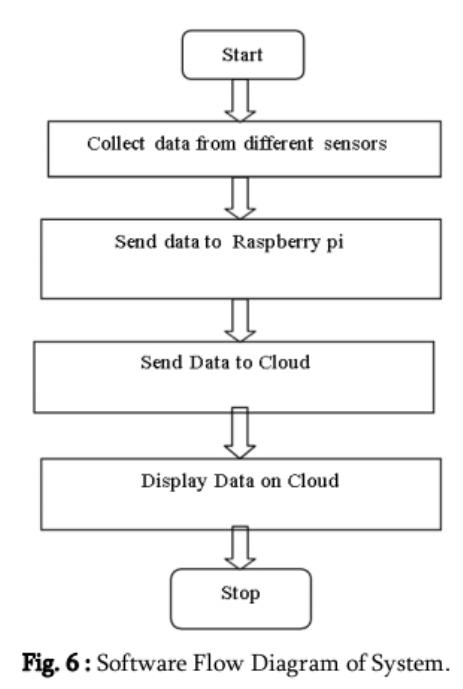 Start
Collect data from different sensors
Send data to Raspberry pi
Send Data to Cloud
Display Data on Cloud
Stop
Fig. 6 : Software Flow Diagram of System.